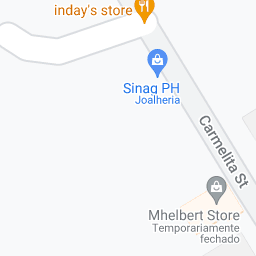 inday's store
Sinag PH
Joalheria
Carmelita St
Mhelbert Store
Temporariamente
fechado